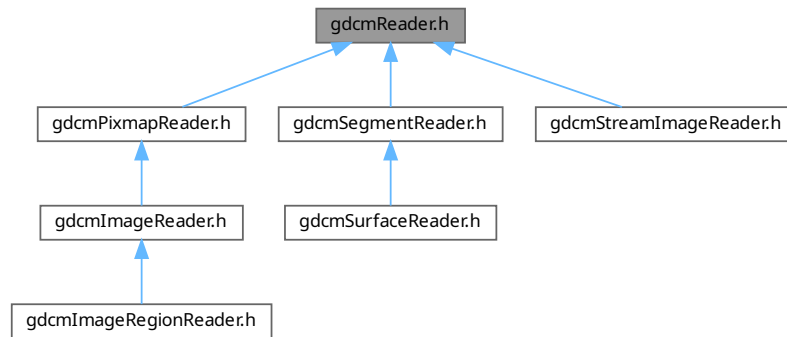 gdcmReader.h
gdcmPixmapReader.h
gdcmSegmentReader.h
gdcmStreamImageReader.h
gdcmImageReader.h
gdcmSurfaceReader.h
gdcmImageRegionReader.h